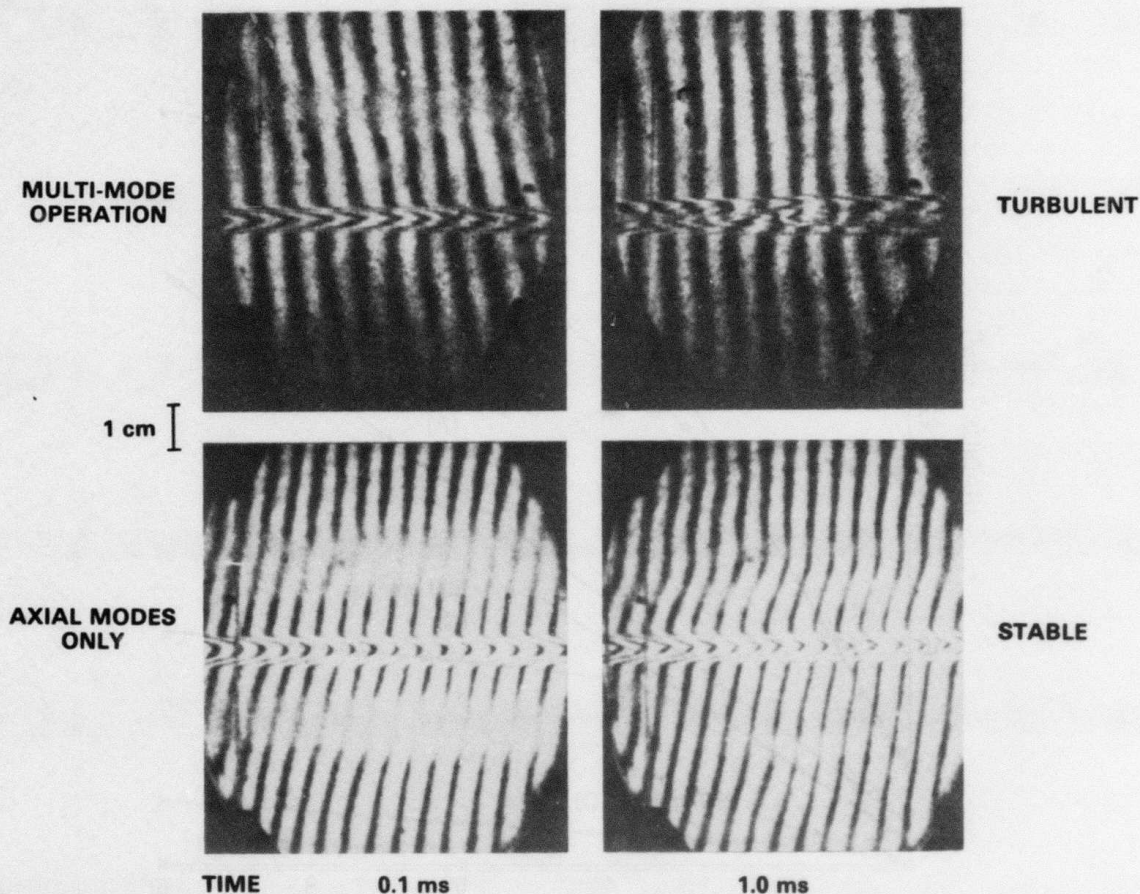 MULTI-MODE
OPERATION
TURBULENT
1 cm
AXIAL MODES
ONLY
STABLE
TIME 0.1 ms 1.0 ms